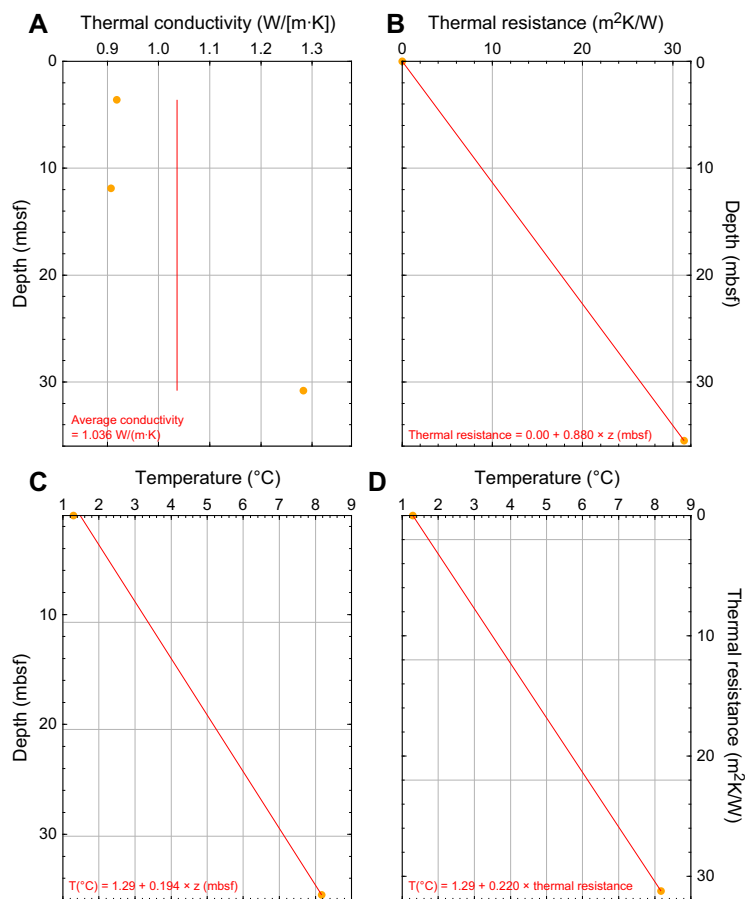 A
Thermal conductivity (W/[m·K])
0.9 1.0 1.1 1.2 1.3
0
10
20
30
Depth (mbsf)
Average conductivity
= 1.036 W/(m·K)
B
Thermal resistance (m²K/W)
0 10 20 30
0
10
20
30
Depth (mbsf)
Thermal resistance = 0.00 + 0.880 × z (mbsf)
C
Temperature (°C)
1 2 3 4 5 6 7 8 9
10
20
30
Depth (mbsf)
T(°C) = 1.29 + 0.194 × z (mbsf)
D
Temperature (°C)
1 2 3 4 5 6 7 8 9
0
10
20
30
Thermal resistance
(m²K/W)
T(°C) = 1.29 + 0.220 × thermal resistance